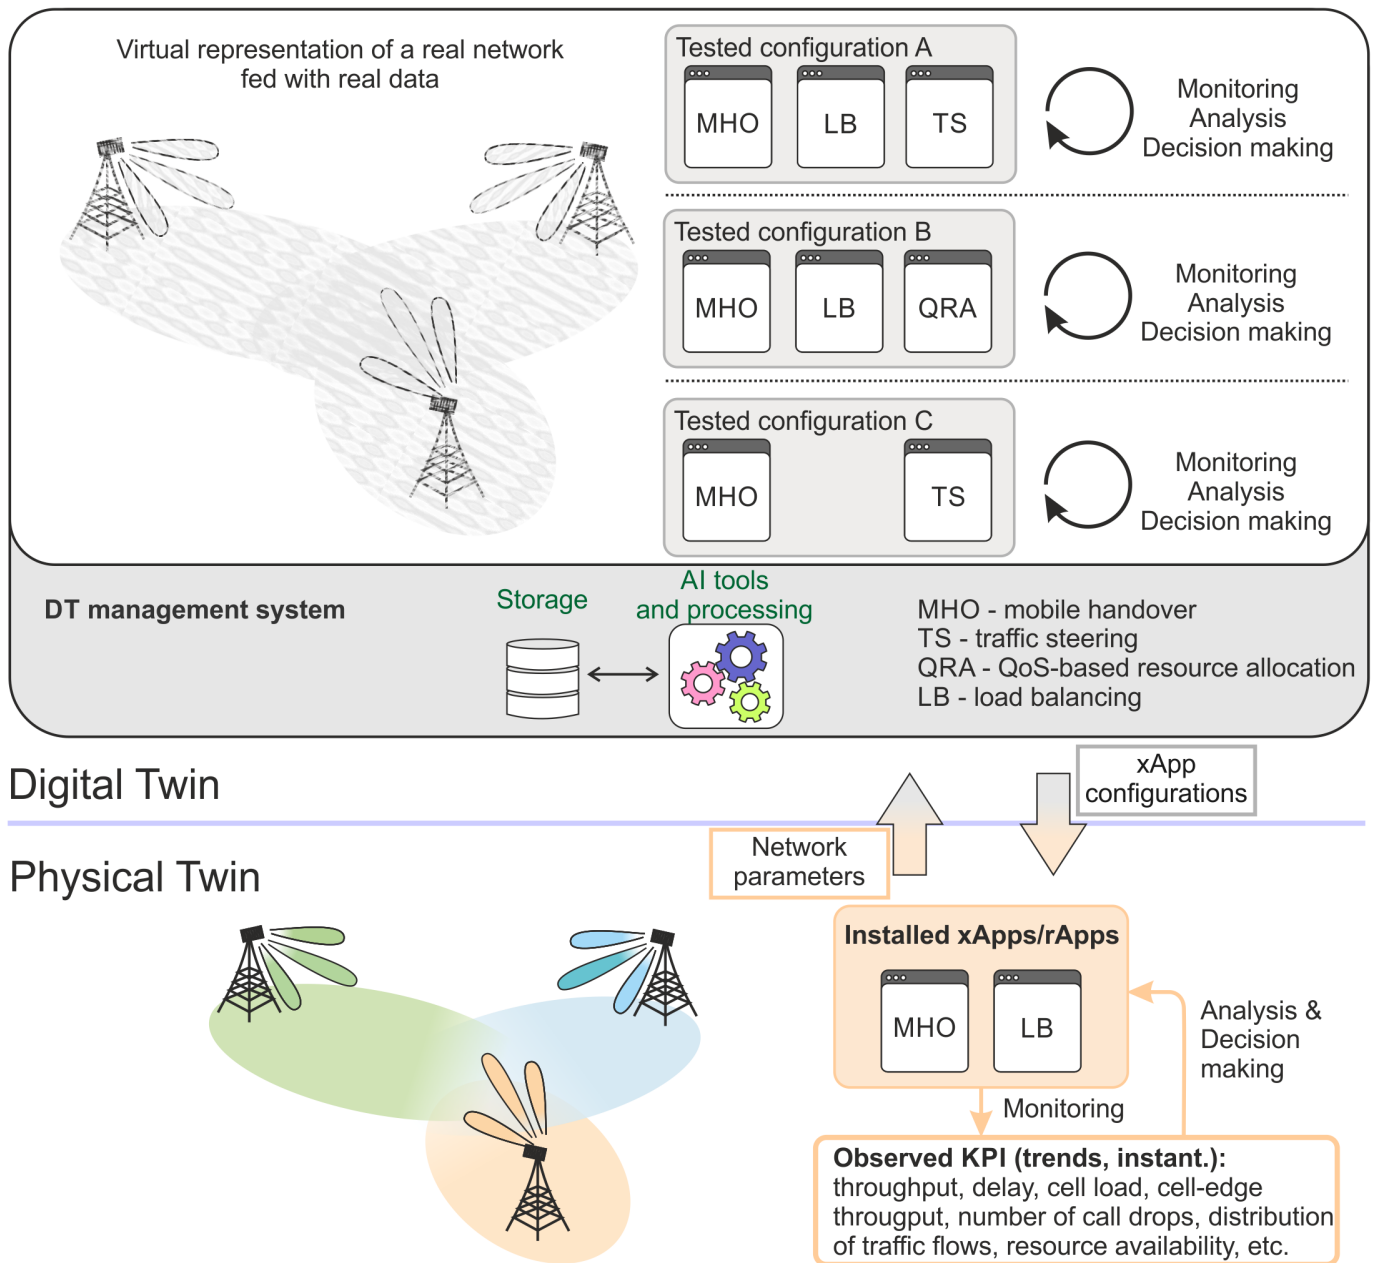 Virtual representation of a real network
fed with real data
Tested configuration A
MHO
LB
TS
Monitoring
Analysis
Decision making
Tested configuration B
MHO
LB
QRA
Monitoring
Analysis
Decision making
Tested configuration C
MHO
TS
Monitoring
Analysis
Decision making
DT management system
Storage
AI tools
and processing
MHO - mobile handover
TS - traffic steering
QRA - QoS-based resource allocation
LB - load balancing
Digital Twin
xApp
configurations
Network
parameters
Physical Twin
Installed xApps/rApps
MHO
LB
Analysis &
Decision
making
Monitoring
Observed KPI (trends, instant.):
throughput, delay, cell load, cell-edge
througput, number of call drops, distribution
of traffic flows, resource availability, etc.